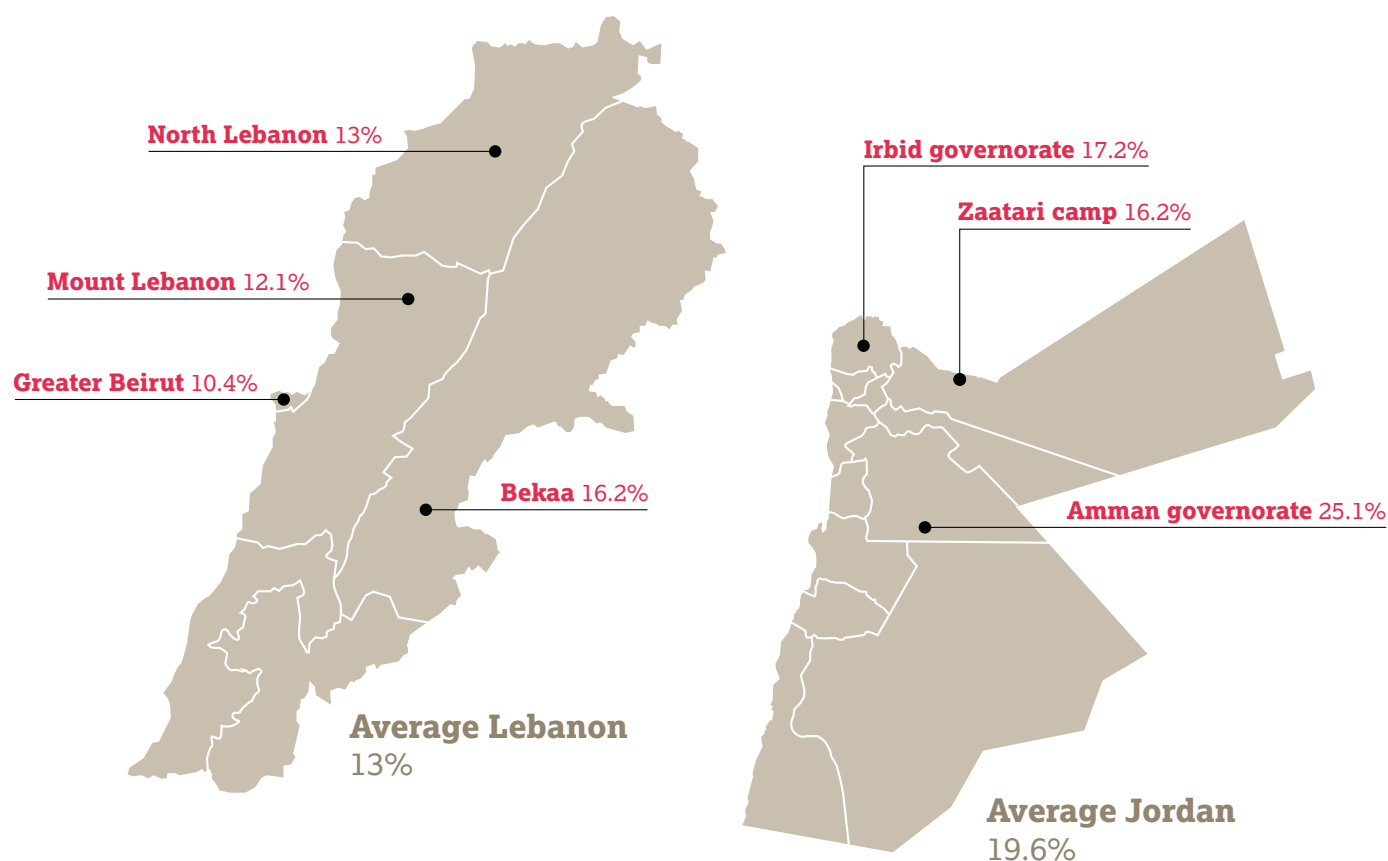 North Lebanon 13%
Mount Lebanon 12.1%
Greater Beirut 10.4%
Bekaa 16.2%
Average Lebanon
13%
Irbid governorate 17.2%
Zaatari camp 16.2%
Amman governorate 25.1%
Average Jordan
19.6%